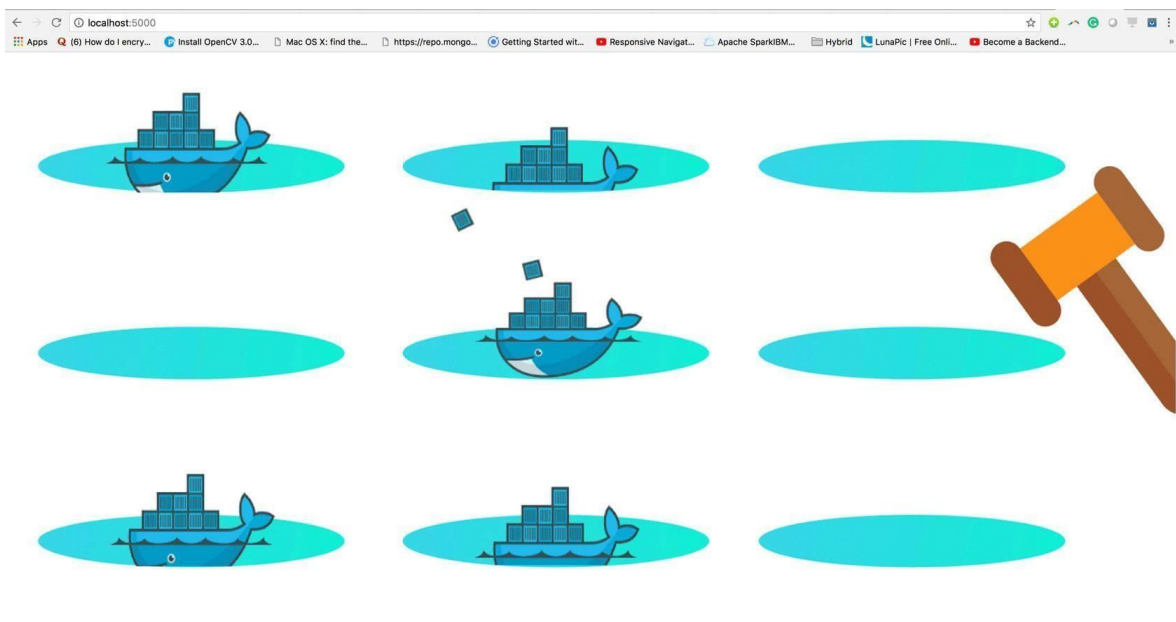 localhost:5000
Apps (6) How do I encry... Install OpenCV 3.0... Mac OS X: find the... https://repo.mongo... Getting Started wit... Responsive Navigat... Apache SparkIBM... Hybrid LunaPic | Free Onli... Become a Backend... »